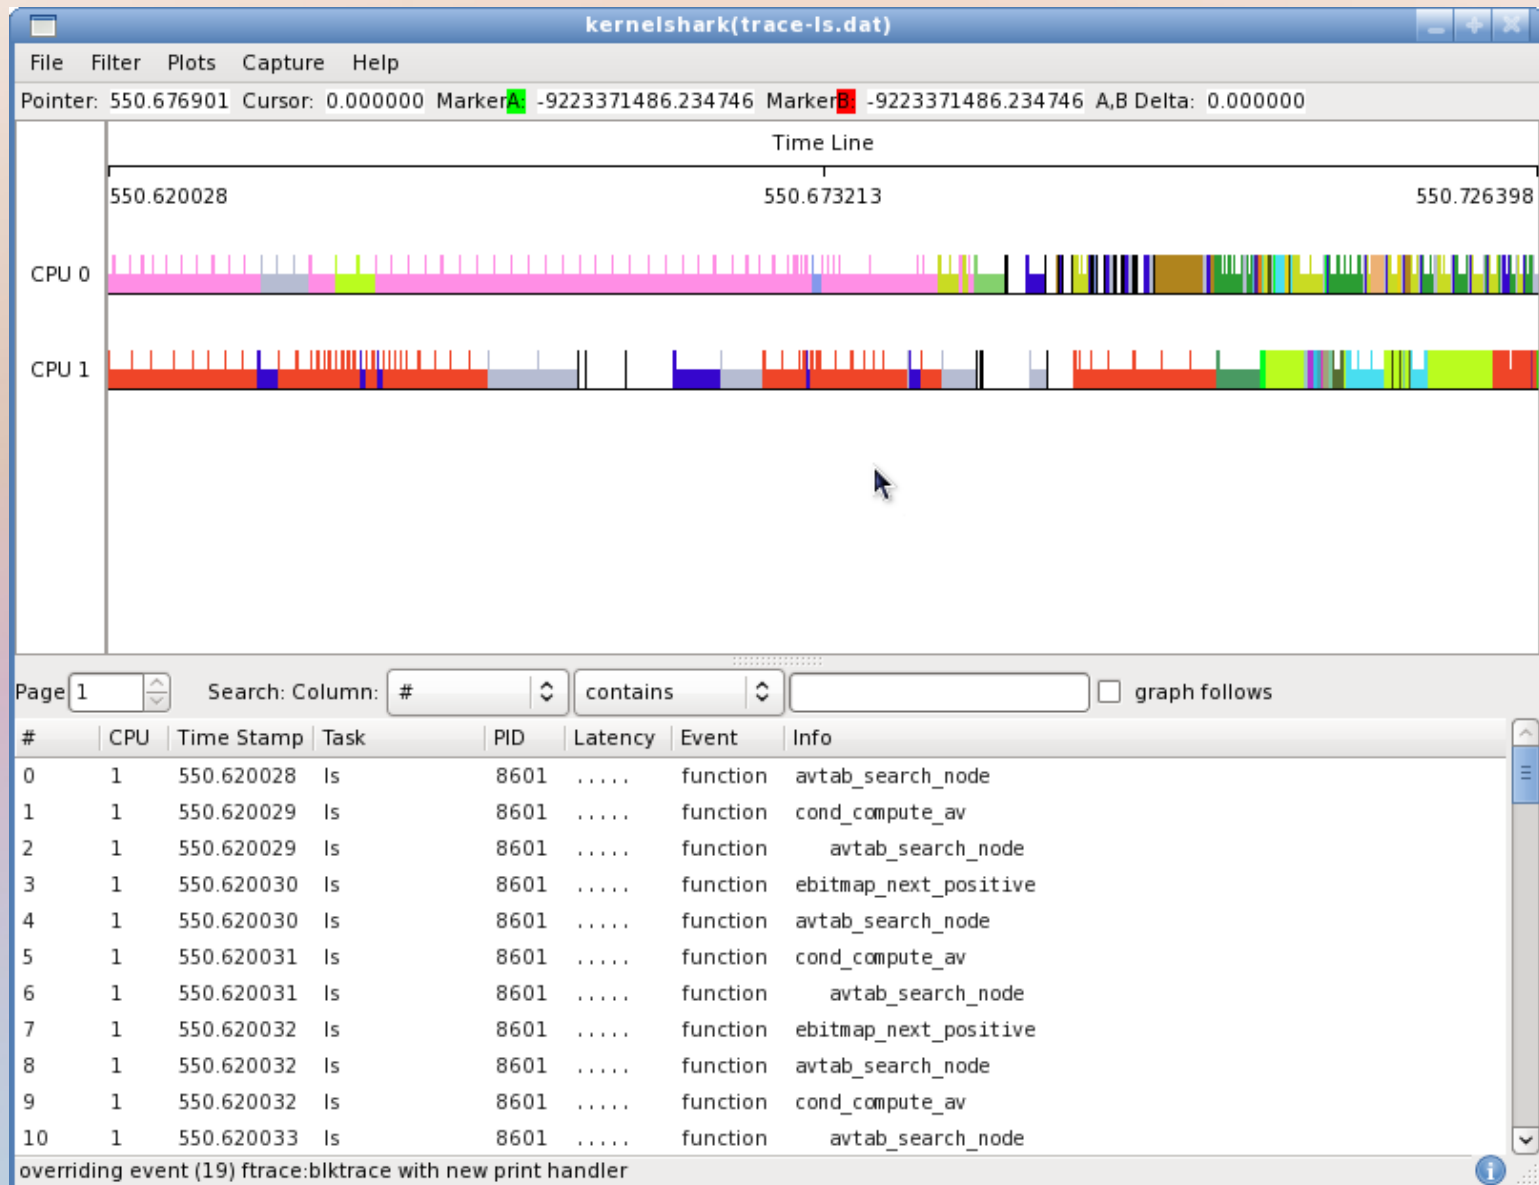 kernelshark(trace-ls.dat)
File Filter Plots Capture Help
Pointer: 550.676901 Cursor: 0.000000 MarkerA: -9223371486.234746 MarkerB: -9223371486.234746 A,B Delta: 0.000000
Time Line
550.620028 550.673213 550.726398
CPU 0
CPU 1
Page 1 Search: Column: # contains graph follows
# CPU Time Stamp Task PID Latency Event Info
0 1 550.620028 ls 8601 ..... function avtab_search_node
1 1 550.620029 ls 8601 ..... function cond_compute_av
2 1 550.620029 ls 8601 ..... function avtab_search_node
3 1 550.620030 ls 8601 ..... function ebitmap_next_positive
4 1 550.620030 ls 8601 ..... function avtab_search_node
5 1 550.620031 ls 8601 ..... function cond_compute_av
6 1 550.620031 ls 8601 ..... function avtab_search_node
7 1 550.620032 ls 8601 ..... function ebitmap_next_positive
8 1 550.620032 ls 8601 ..... function avtab_search_node
9 1 550.620032 ls 8601 ..... function cond_compute_av
10 1 550.620033 ls 8601 ..... function avtab_search_node
overriding event (19) ftrace:blktrace with new print handler